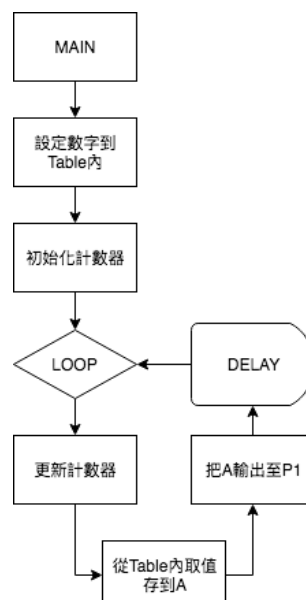 MAIN
設定數字到
Table內
初始化計數器
LOOP
DELAY
更新計數器
把A輸出至P1
從Table內取值
存到A